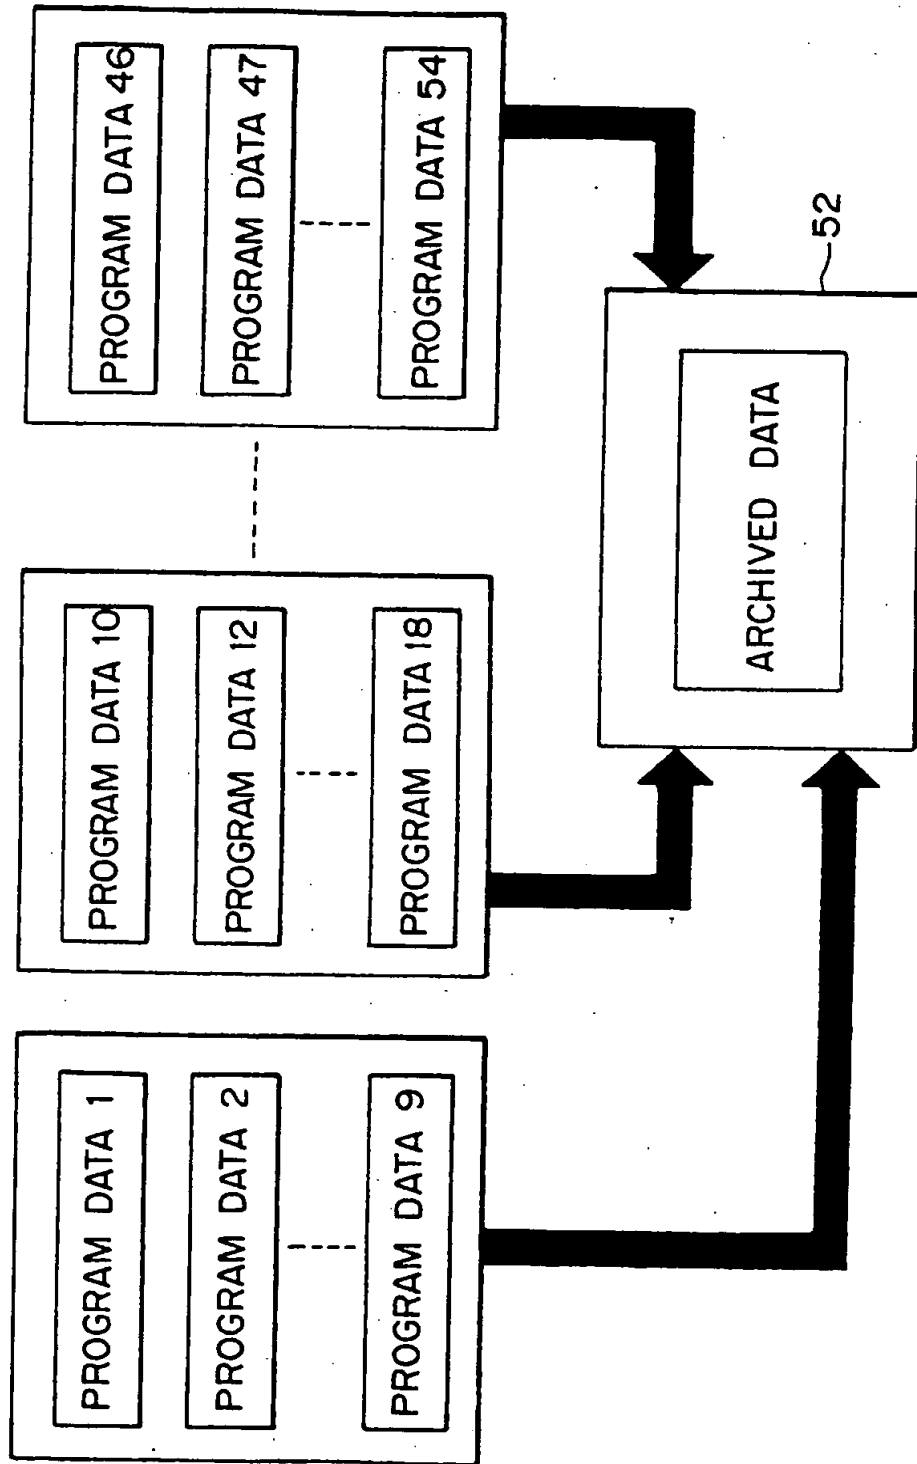 PROGRAM DATA 1
PROGRAM DATA 2
PROGRAM DATA 9
PROGRAM DATA 10
PROGRAM DATA 12
PROGRAM DATA 18
PROGRAM DATA 46
PROGRAM DATA 47
PROGRAM DATA 54
ARCHIVED DATA
52